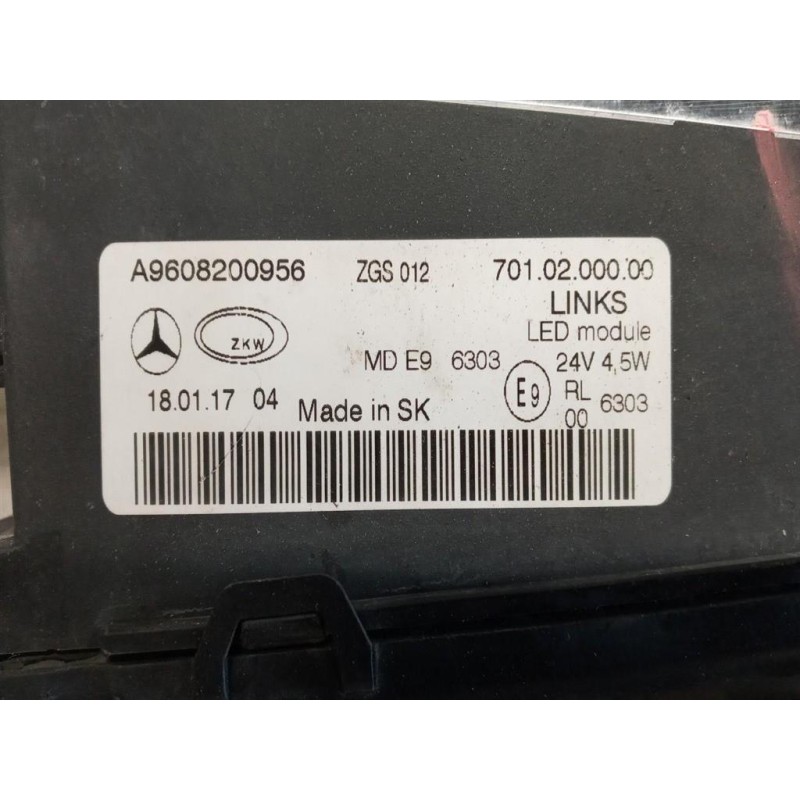 A9608200956 ZGS 012 701.02.000.00
LINKS
ZKW LED module
MD E9 6303 24V 4,5W
E9 RL
18.01.17 04 Made in SK 00 6303